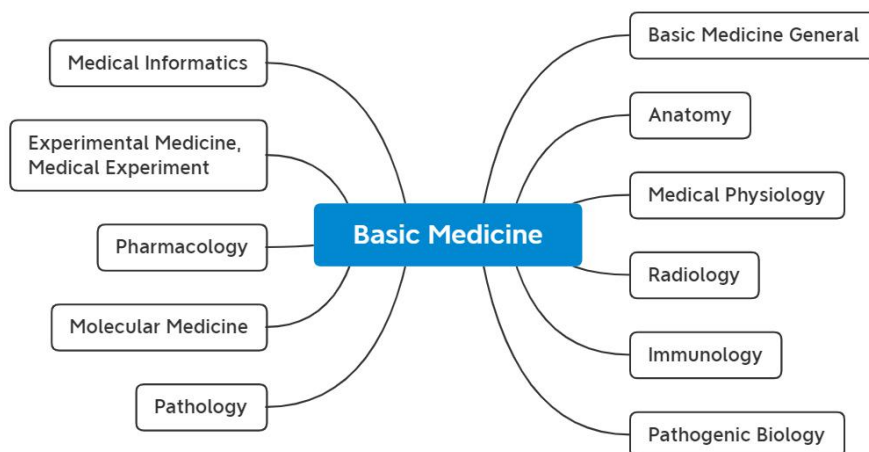 Basic Medicine General
Medical Informatics
Anatomy
Experimental Medicine,
Medical Experiment
Medical Physiology
Basic Medicine
Pharmacology
Radiology
Molecular Medicine
Immunology
Pathology
Pathogenic Biology